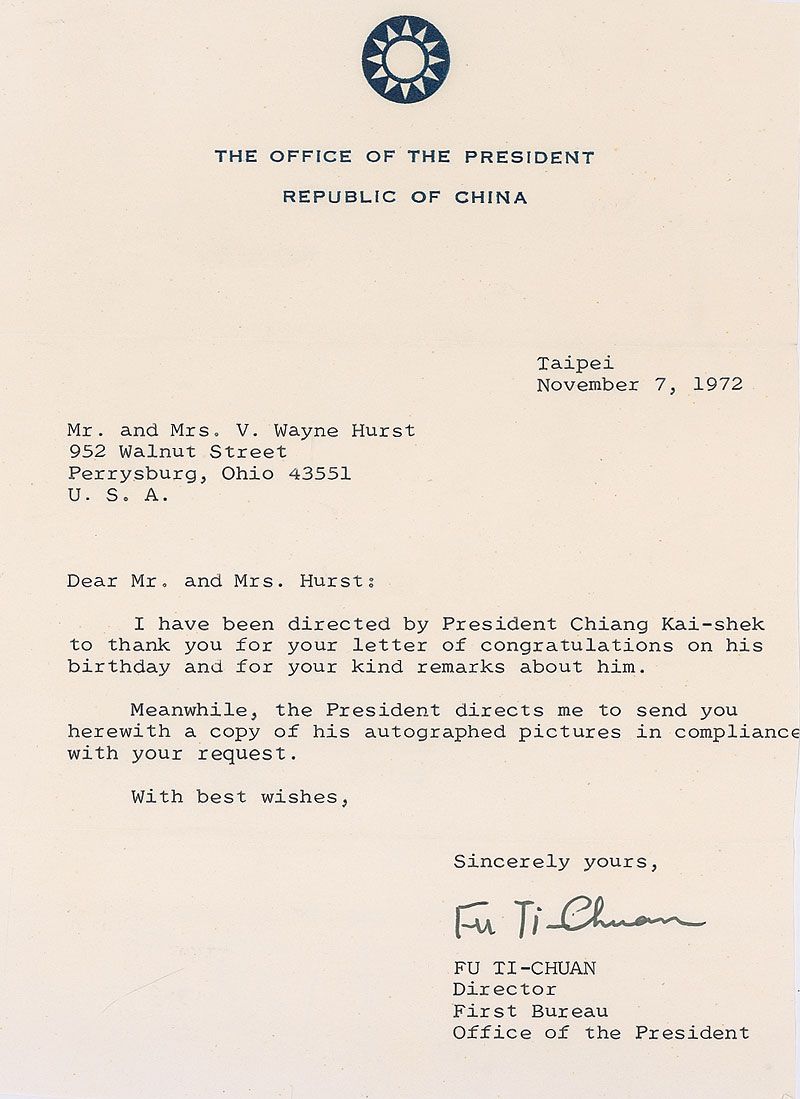 THE OFFICE OF THE PRESIDENT
REPUBLIC OF CHINA
Taipei
November 7, 1972
Mr. and Mrs. V. Wayne Hurst
952 Walnut Street
Perrysburg, Ohio 43551
U. S. A.
Dear Mr. and Mrs. Hurst:
I have been directed by President Chiang Kai-shek
to thank you for your letter of congratulations on his
birthday and for your kind remarks about him.
Meanwhile, the President directs me to send you
herewith a copy of his autographed pictures in compliance
with your request.
With best wishes,
Sincerely yours,
Fu Ti-Chuan
FU TI-CHUAN
Director
First Bureau
Office of the President